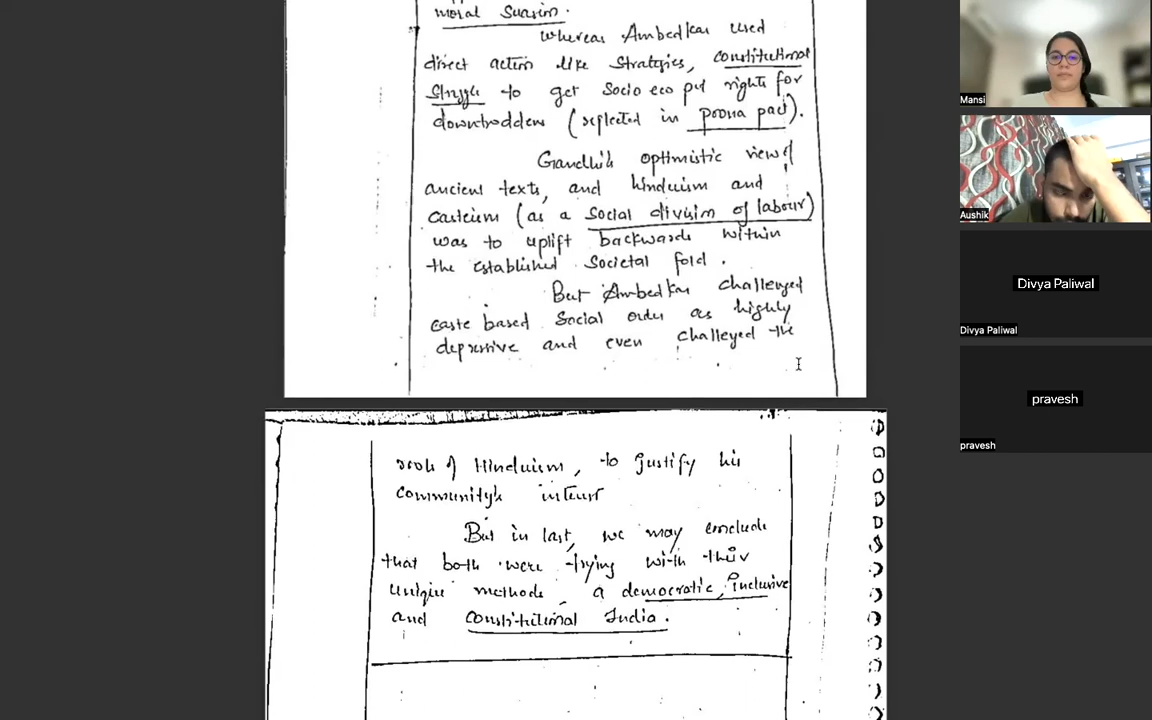 moral Suasion.
whereas Ambedkar used
direct action like Strategies, constitutional
struggle to get Socio eco pol rights for
downtrodden (reflected in poona pact).
Gandhi's optimistic view of
ancient texts, and hinduism and
casteism (as a social division of labour)
was to uplift backwards within
the established Societal fold.
But Ambedkar challenged
caste based Social order as highly
depressive and even challenged the
roots of Hinduism, to justify his
community's interest
But in last, we may conclude
that both were trying with their
unique methods, a democratic, inclusive
and constitutional India.
Mansi
Aushik
Divya Paliwal
Divya Paliwal
pravesh
pravesh